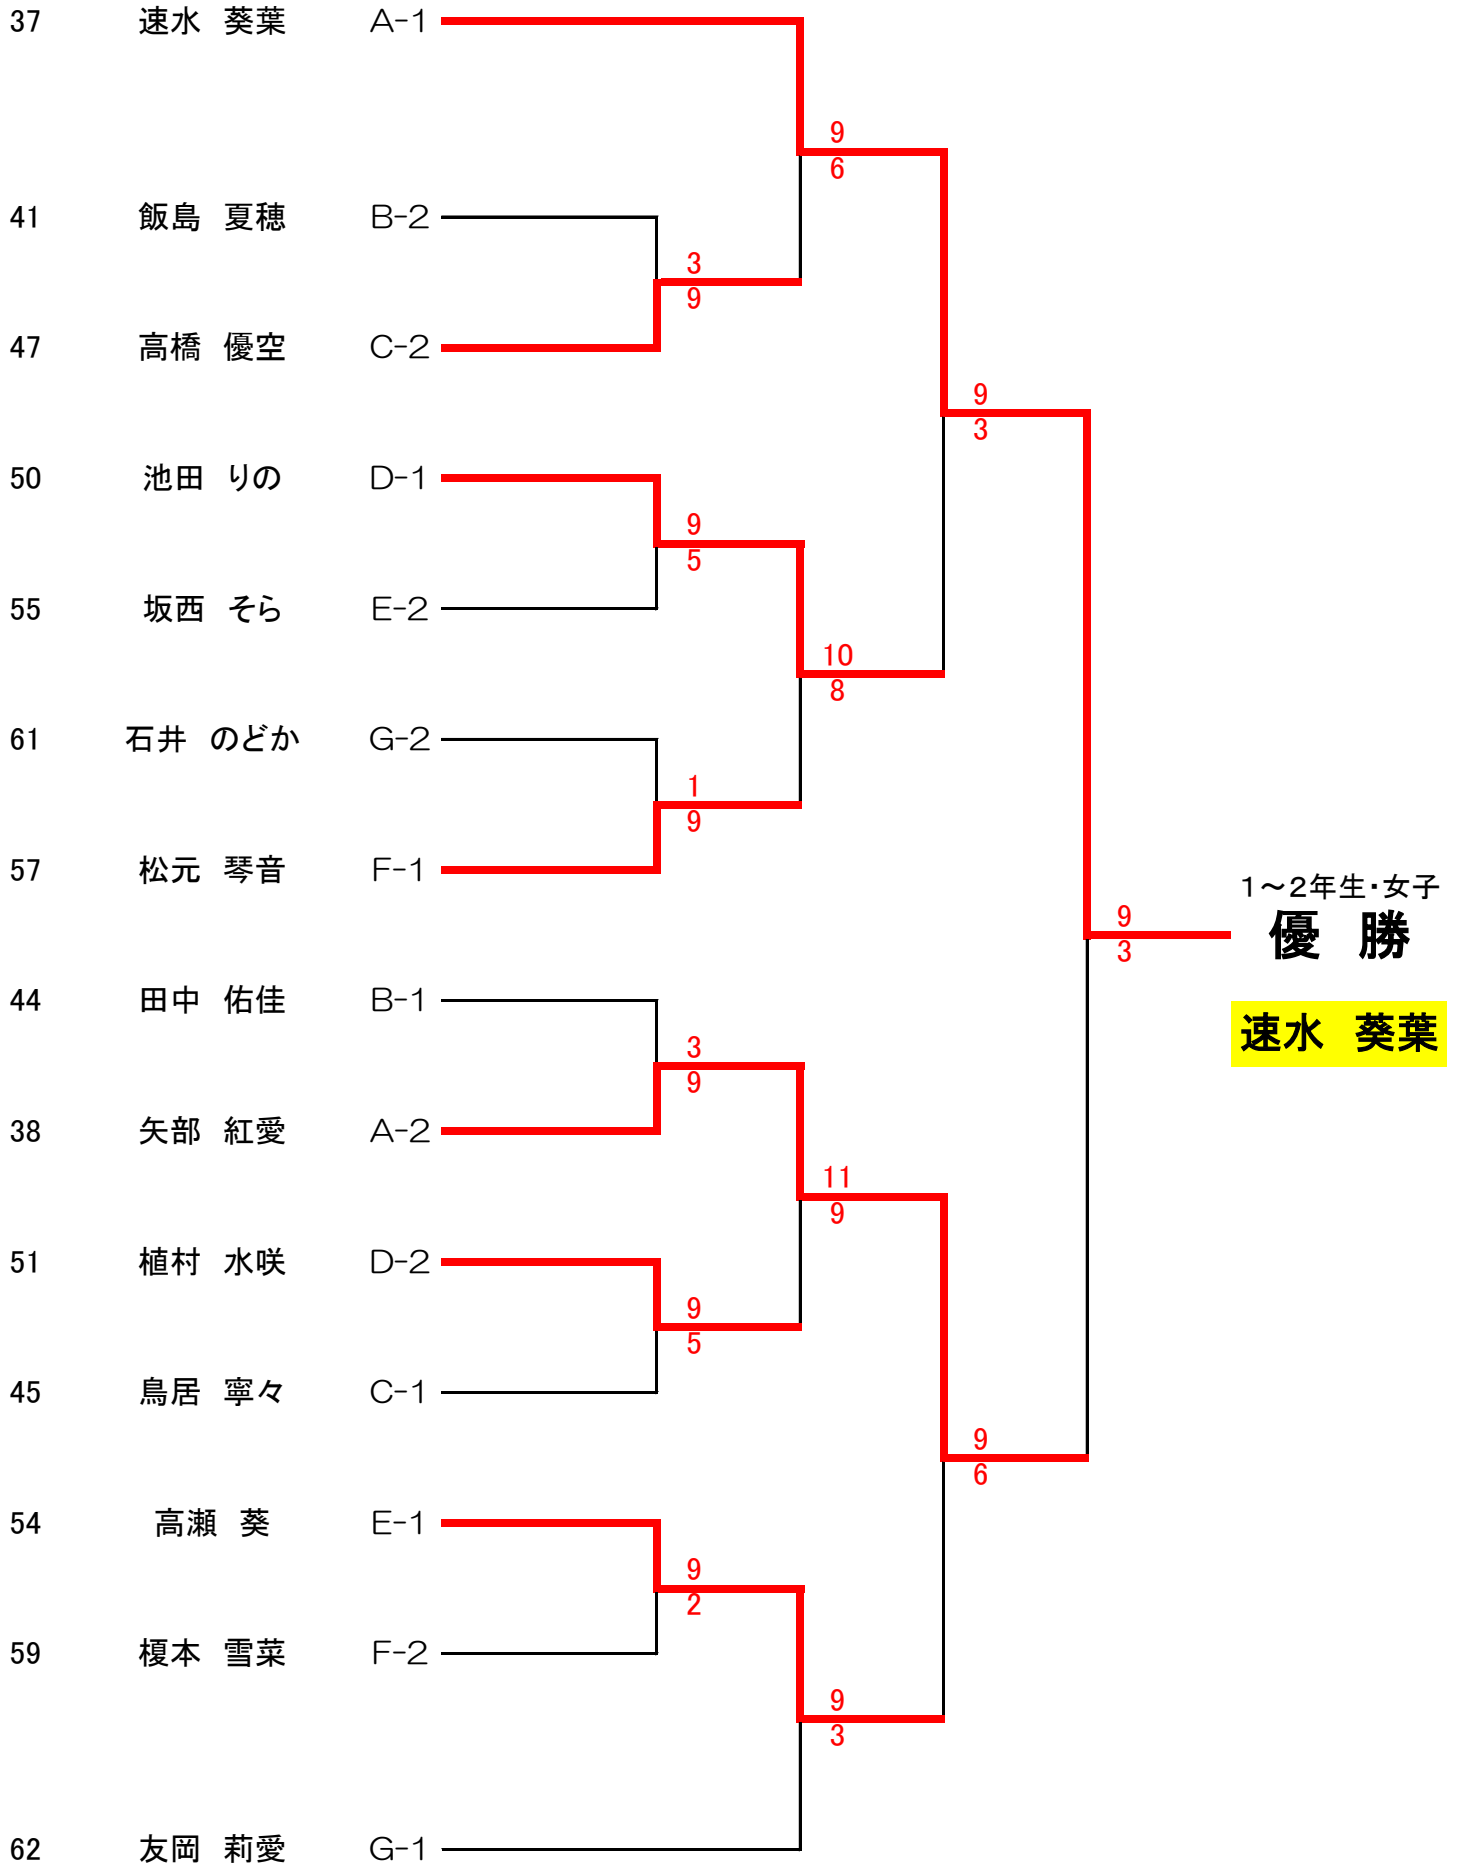 37 速水 葵葉 A-1
9
6
41 飯島 夏穂 B-2
3
9
47 高橋 優空 C-2
9
3
50 池田 りの D-1
9
5
55 坂西 そら E-2
10
8
61 石井 のどか G-2
1
9
57 松元 琴音 F-1
1～2年生・女子
9
3
優 勝
44 田中 佑佳 B-1
速水 葵葉
3
9
38 矢部 紅愛 A-2
11
9
51 植村 水咲 D-2
9
5
45 鳥居 寧々 C-1
9
6
54 高瀬 葵 E-1
9
2
59 榎本 雪菜 F-2
9
3
62 友岡 莉愛 G-1